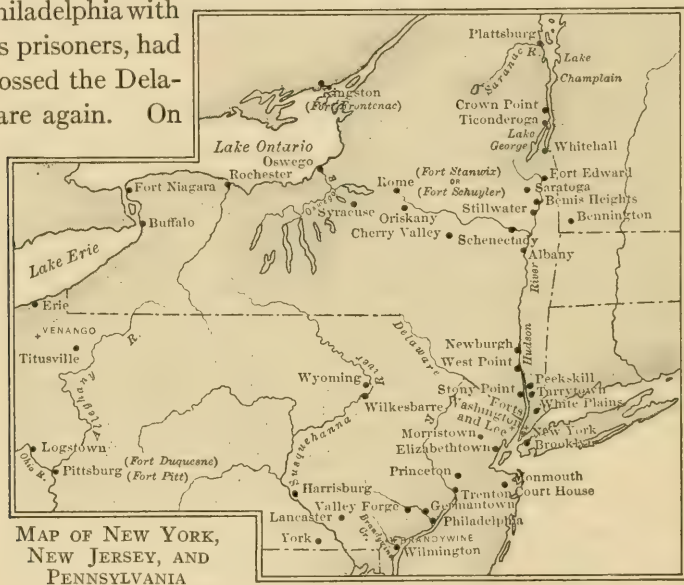 hiladelphia with
s prisoners, had
ossed the Dela-
are again. On
Plattsburg
Saranac R.
Lake
Champlain
Kingston
(Fort Frontenac)
Crown Point
Ticonderoga
Lake
George
Whitehall
Lake Ontario
Oswego
Rochester
Fort Niagara
Oswego R.
Rome
(Fort Stanwix)
or
(Fort Schuyler)
Fort Edward
Saratoga
Bemis Heights
Stillwater
Bennington
Syracuse
Oriskany
Cherry Valley
Schenectady
Albany
Buffalo
Lake Erie
Erie
VENANGO
Titusville
Allegheny R.
Hudson River
Delaware R.
Newburgh
West Point
Stony Point
Peekskill
Tarrytown
White Plains
Forts
Washington
and Lee
Wyoming
Wilkesbarre
Susquehanna River
Morristown
Elizabethtown
New York
Brooklyn
Logstown
Ohio R.
Pittsburg
(Fort Duquesne)
(Fort Pitt)
Princeton
Trenton
Monmouth
Court House
Harrisburg
Valley Forge
Germantown
Philadelphia
Lancaster
York
Brandywine Cr.
BRANDYWINE
Wilmington
MAP OF NEW YORK,
NEW JERSEY, AND
PENNSYLVANIA